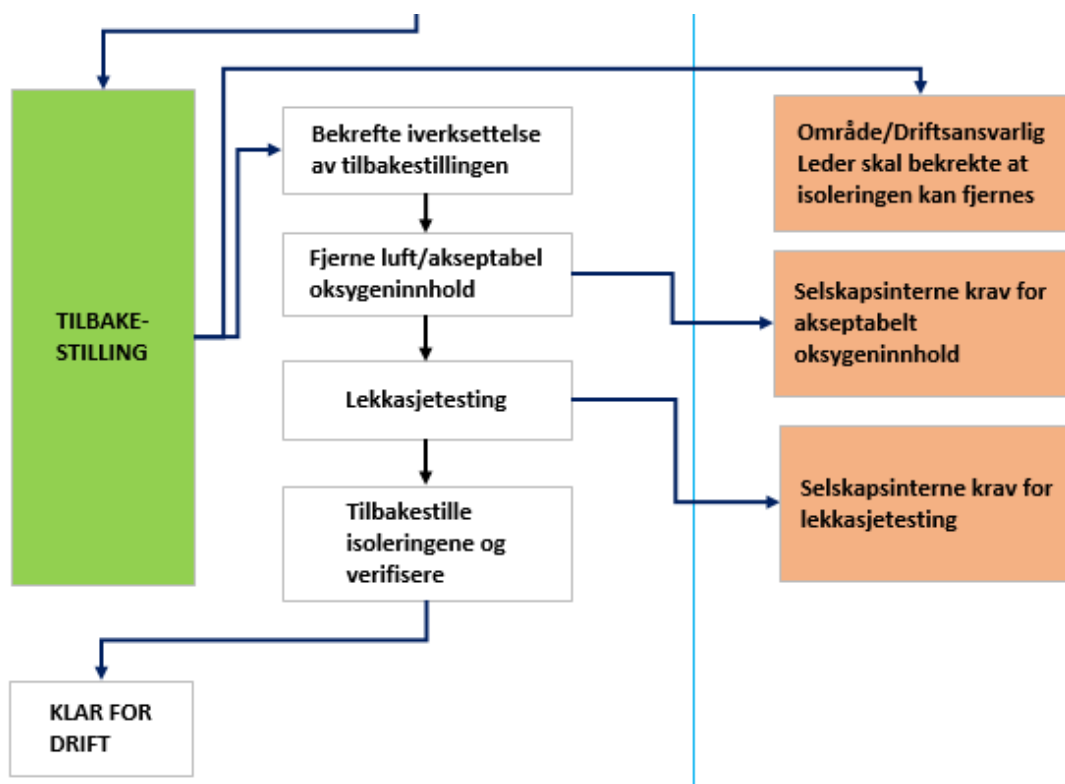 TILBAKE-
STILLING
Bekrefte iverksettelse
av tilbakestillingen
Område/Driftsansvarlig
Leder skal bekrekte at
isoleringen kan fjernes
Fjerne luft/akseptabel
oksygeninnhold
Selskapsinterne krav for
akseptabelt
oksygeninnhold
Lekkasjetesting
Selskapsinterne krav for
lekkasjetesting
Tilbakestille
isoleringene og
verifisere
KLAR FOR
DRIFT